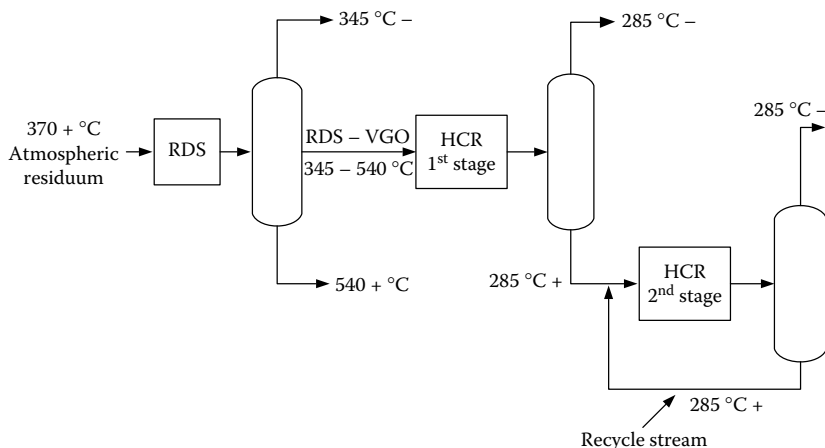 345 °C –
285 °C –
285 °C –
370 + °C
Atmospheric
residuum
RDS
RDS – VGO
345 – 540 °C
HCR
1st stage
540 + °C
285 °C +
HCR
2nd stage
285 °C +
Recycle stream